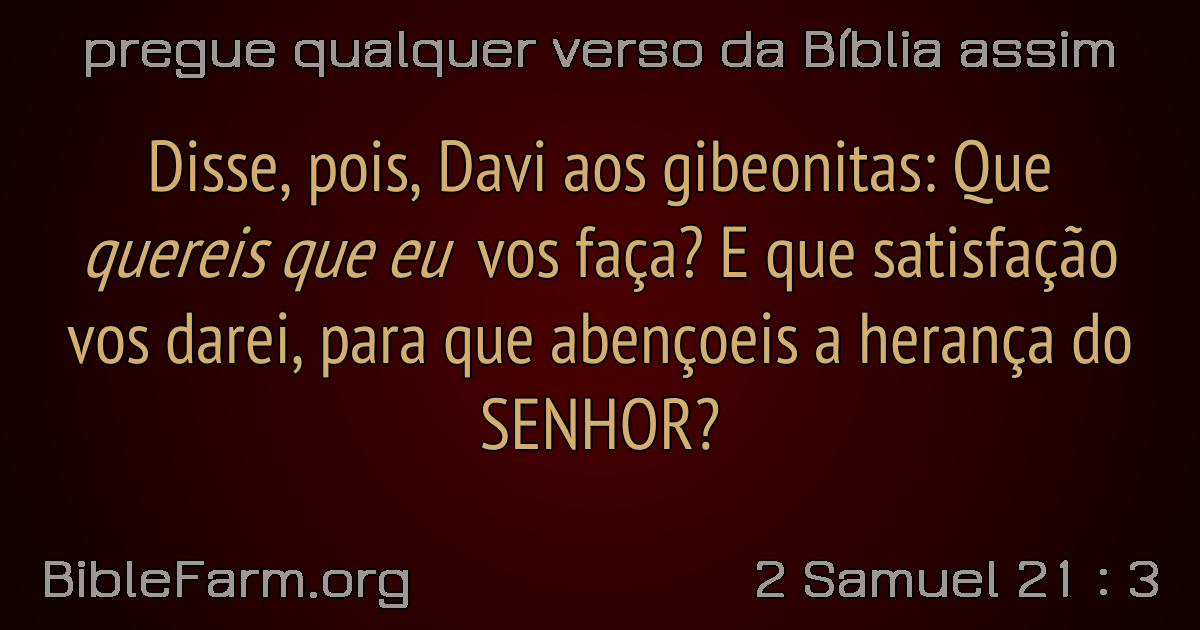 pregue qualquer verso da Bíblia assim
Disse, pois, Davi aos gibeonitas: Que
quereis que eu vos faça? E que satisfação
vos darei, para que abençoeis a herança do
SENHOR?
BibleFarm.org
2 Samuel 21 : 3